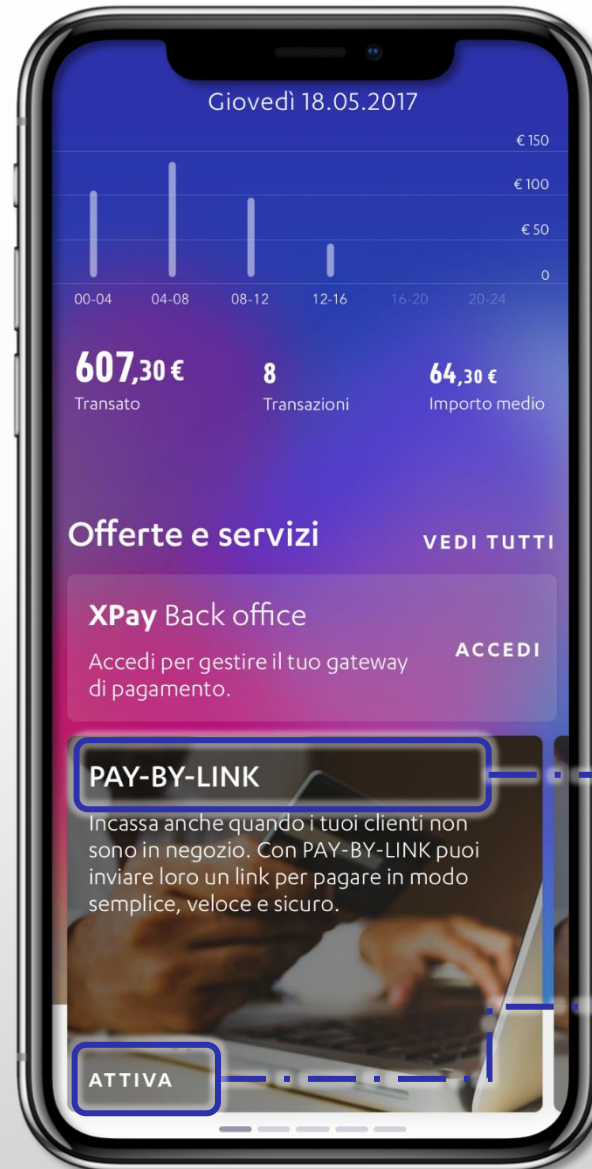 Giovedì 18.05.2017
€ 150
€ 100
€ 50
0
00-04 04-08 08-12 12-16 16-20 20-24
607,30 € 8 64,30 €
Transato Transazioni Importo medio
Offerte e servizi VEDI TUTTI
XPay Back office
Accedi per gestire il tuo gateway
di pagamento.
ACCEDI
PAY-BY-LINK
Incassa anche quando i tuoi clienti non
sono in negozio. Con PAY-BY-LINK puoi
inviare loro un link per pagare in modo
semplice, veloce e sicuro.
ATTIVA